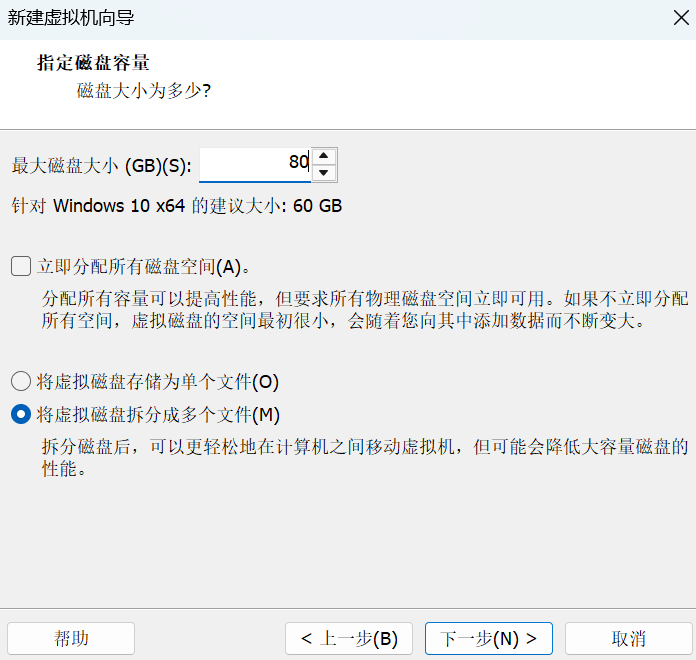 新建虚拟机向导
指定磁盘容量
磁盘大小为多少?
最大磁盘大小 (GB)(S): 80
针对 Windows 10 x64 的建议大小: 60 GB
立即分配所有磁盘空间(A)。
分配所有容量可以提高性能，但要求所有物理磁盘空间立即可用。如果不立即分配
所有空间，虚拟磁盘的空间最初很小，会随着您向其中添加数据而不断变大。
将虚拟磁盘存储为单个文件(O)
将虚拟磁盘拆分成多个文件(M)
拆分磁盘后，可以更轻松地在计算机之间移动虚拟机，但可能会降低大容量磁盘的
性能。
帮助 < 上一步(B) 下一步(N) > 取消